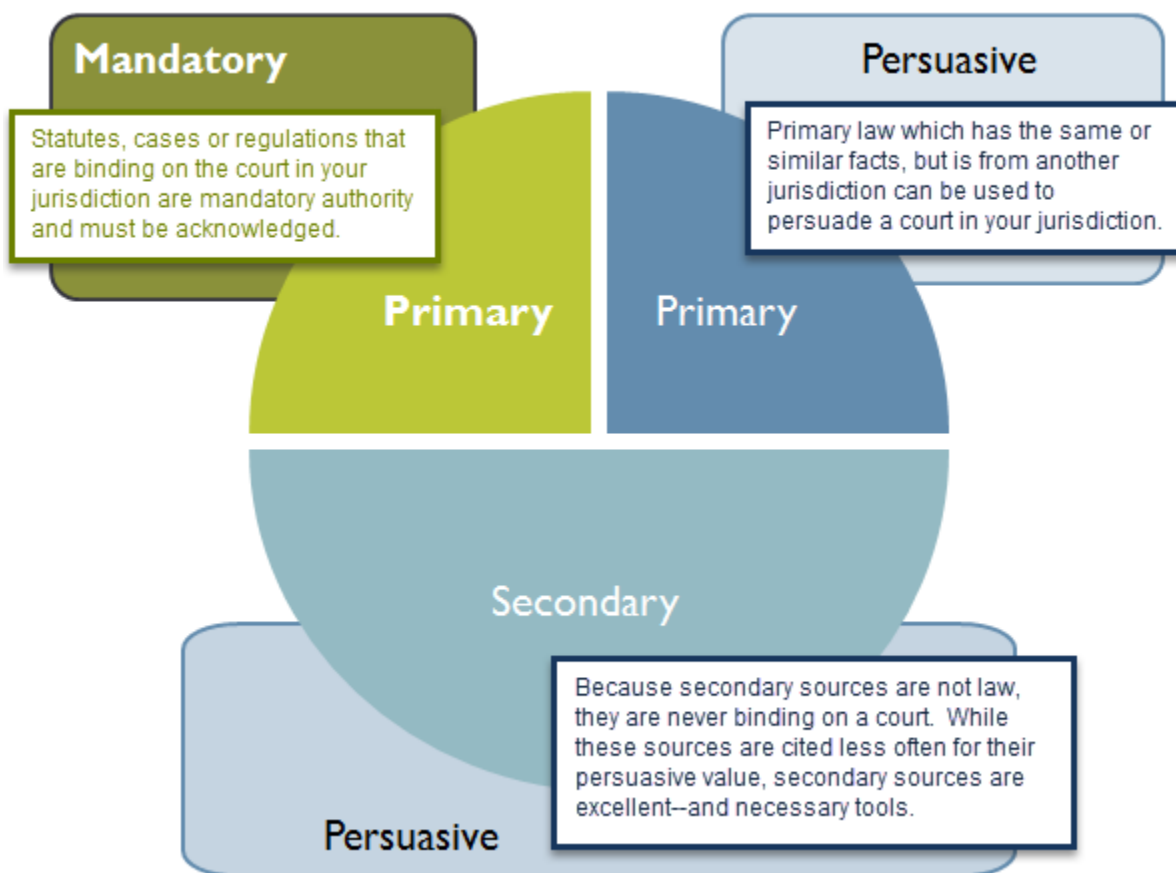 Mandatory
Statutes, cases or regulations that
are binding on the court in your
jurisdiction are mandatory authority
and must be acknowledged.
Primary
Persuasive
Primary law which has the same or
similar facts, but is from another
jurisdiction can be used to
persuade a court in your jurisdiction.
Primary
Secondary
Because secondary sources are not law,
they are never binding on a court.  While
these sources are cited less often for their
persuasive value, secondary sources are
excellent--and necessary tools.
Persuasive